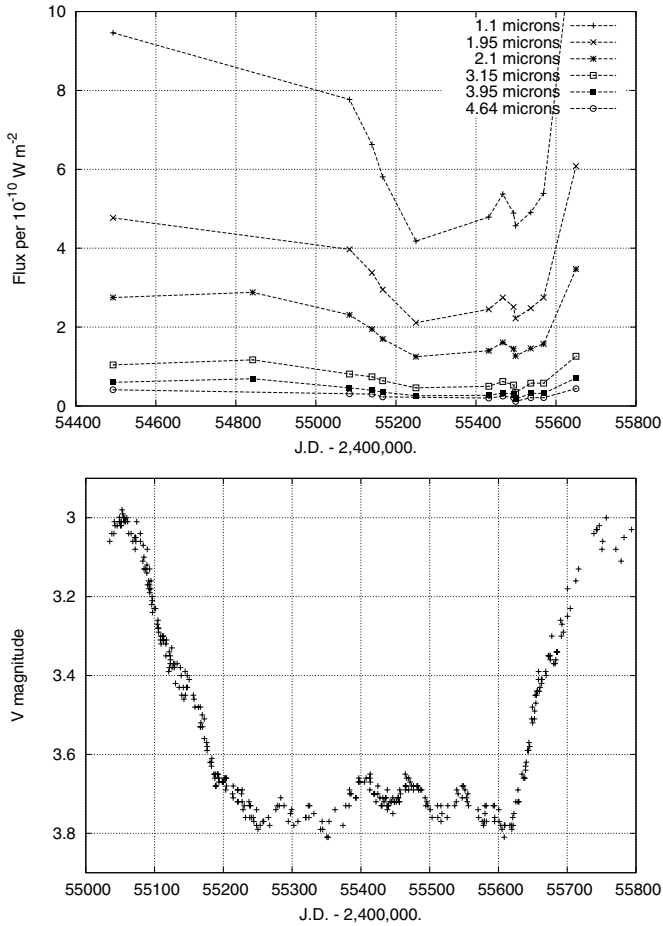 10
8
6
4
2
0
Flux per 10^-10 W m^-2
1.1 microns
1.95 microns
2.1 microns
3.15 microns
3.95 microns
4.64 microns
54400 54600 54800 55000 55200 55400 55600 55800
J.D. - 2,400,000.
3
3.2
3.4
3.6
3.8
V magnitude
55000 55100 55200 55300 55400 55500 55600 55700 55800
J.D. - 2,400,000.